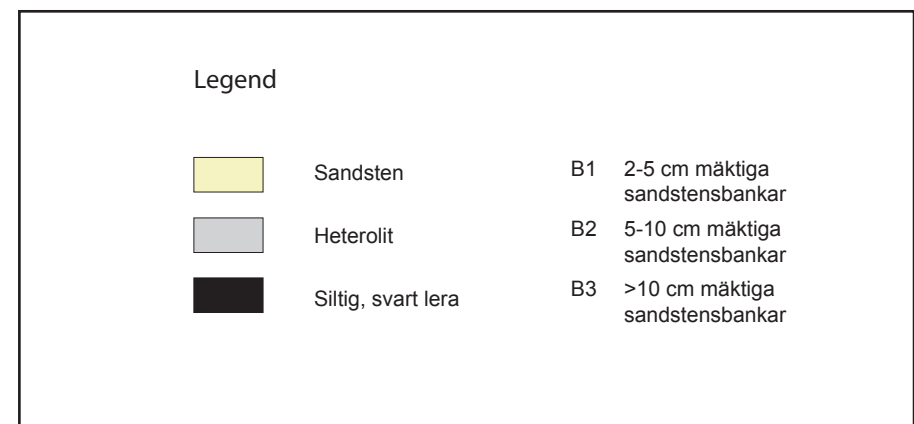 Legend
Sandsten
Heterolit
Siltig, svart lera
B1 2-5 cm mäktiga
sandstensbankar
B2 5-10 cm mäktiga
sandstensbankar
B3 >10 cm mäktiga
sandstensbankar